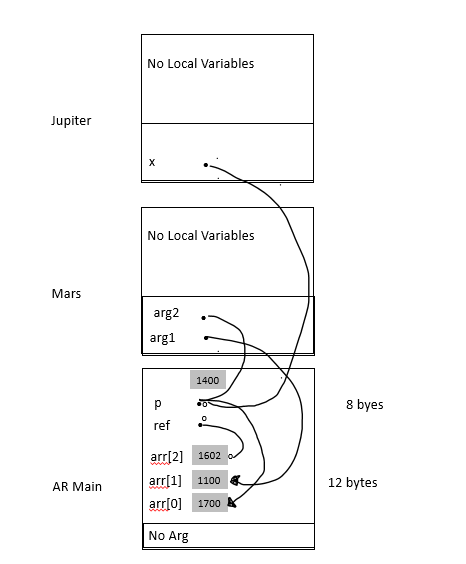 No Local Variables
Jupiter
x
No Local Variables
Mars
arg2
arg1
1400
p
8 byes
ref
arr[2] 1602
arr[1] 1100
12 bytes
AR Main
arr[0] 1700
No Arg